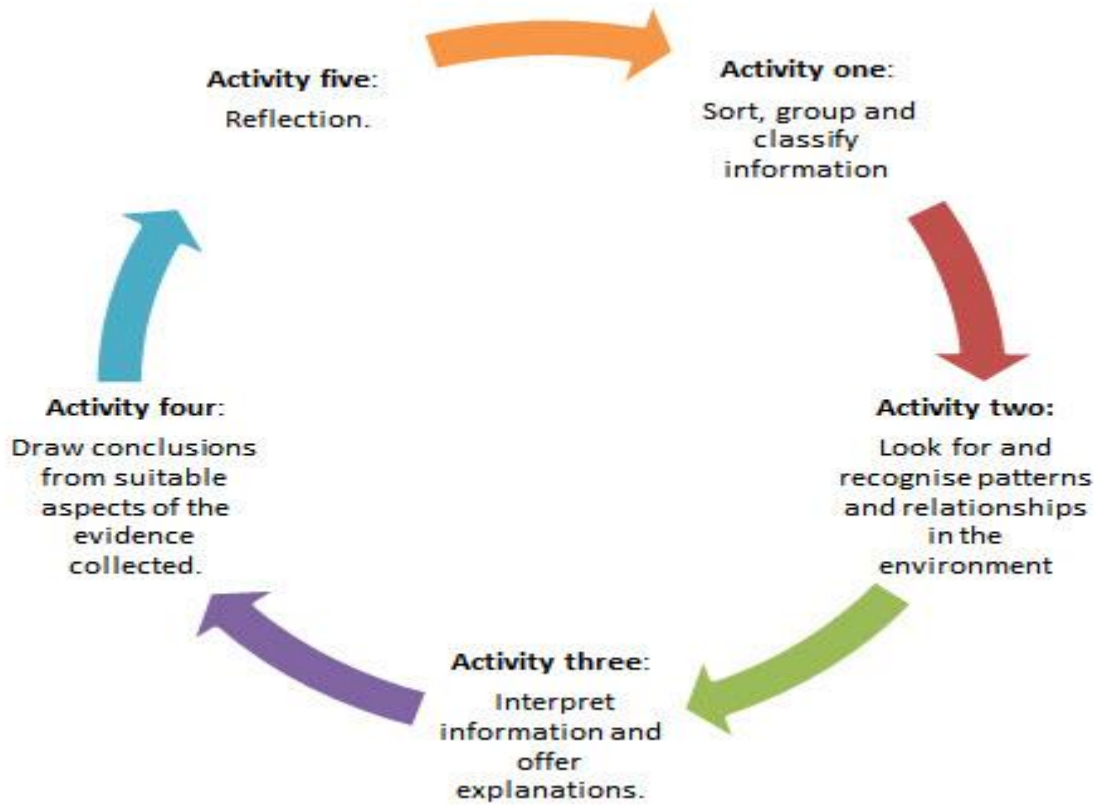 Activity one:
Sort, group and
classify
information
Activity two:
Look for and
recognise patterns
and relationships
in the
environment
Activity three:
Interpret
information and
offer
explanations.
Activity four:
Draw conclusions
from suitable
aspects of the
evidence
collected.
Activity five:
Reflection.